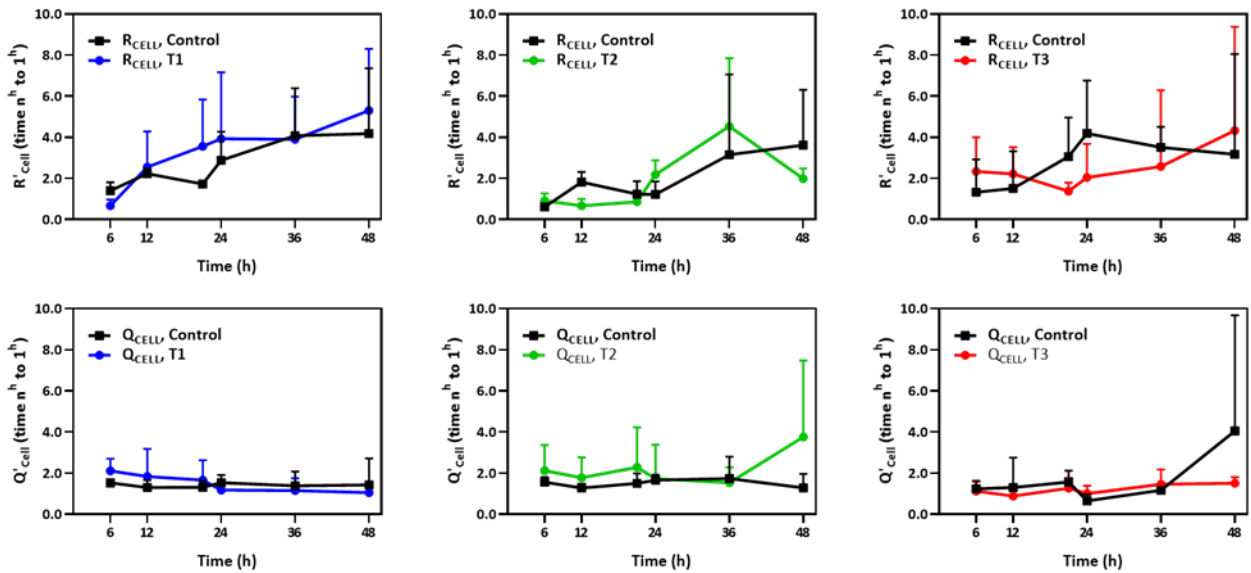 R'Cell (time n^h to 1^h)
10.0
8.0
6.0
4.0
2.0
0.0
RCELL, Control
RCELL, T1
6 12 24 36 48
Time (h)
R'Cell (time n^h to 1^h)
10.0
8.0
6.0
4.0
2.0
0.0
RCELL, Control
RCELL, T2
6 12 24 36 48
Time (h)
R'Cell (time n^h to 1^h)
10.0
8.0
6.0
4.0
2.0
0.0
RCELL, Control
RCELL, T3
6 12 24 36 48
Time (h)
Q'Cell (time n^h to 1^h)
10.0
8.0
6.0
4.0
2.0
0.0
QCELL, Control
QCELL, T1
6 12 24 36 48
Time (h)
Q'Cell (time n^h to 1^h)
10.0
8.0
6.0
4.0
2.0
0.0
QCELL, Control
QCELL, T2
6 12 24 36 48
Time (h)
Q'Cell (time n^h to 1^h)
10.0
8.0
6.0
4.0
2.0
0.0
QCELL, Control
QCELL, T3
6 12 24 36 48
Time (h)